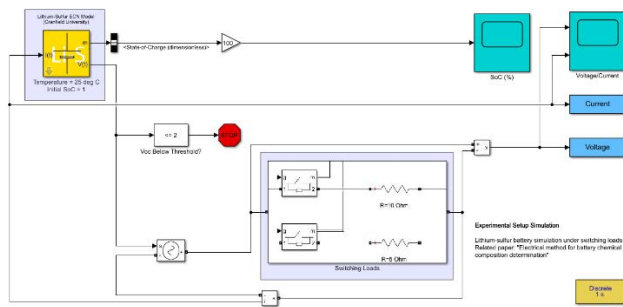 Lithium-Sulfur ECN Model
(Cranfield University)
I(t)
m
V(t)
Temperature = 25 deg C
Initial SoC = 1
<State-of-Charge (dimensionless)>
100
SoC (%)
Voltage/Current
Current
Voltage
<= 2
Voc Below Threshold?
STOP
R=10 Ohm
R=5 Ohm
Switching Loads
Experimental Setup Simulation
Lithium-sulfur battery simulation under switching loads
Related paper: "Electrical method for battery chemical
composition determination"
Discrete
1 s.